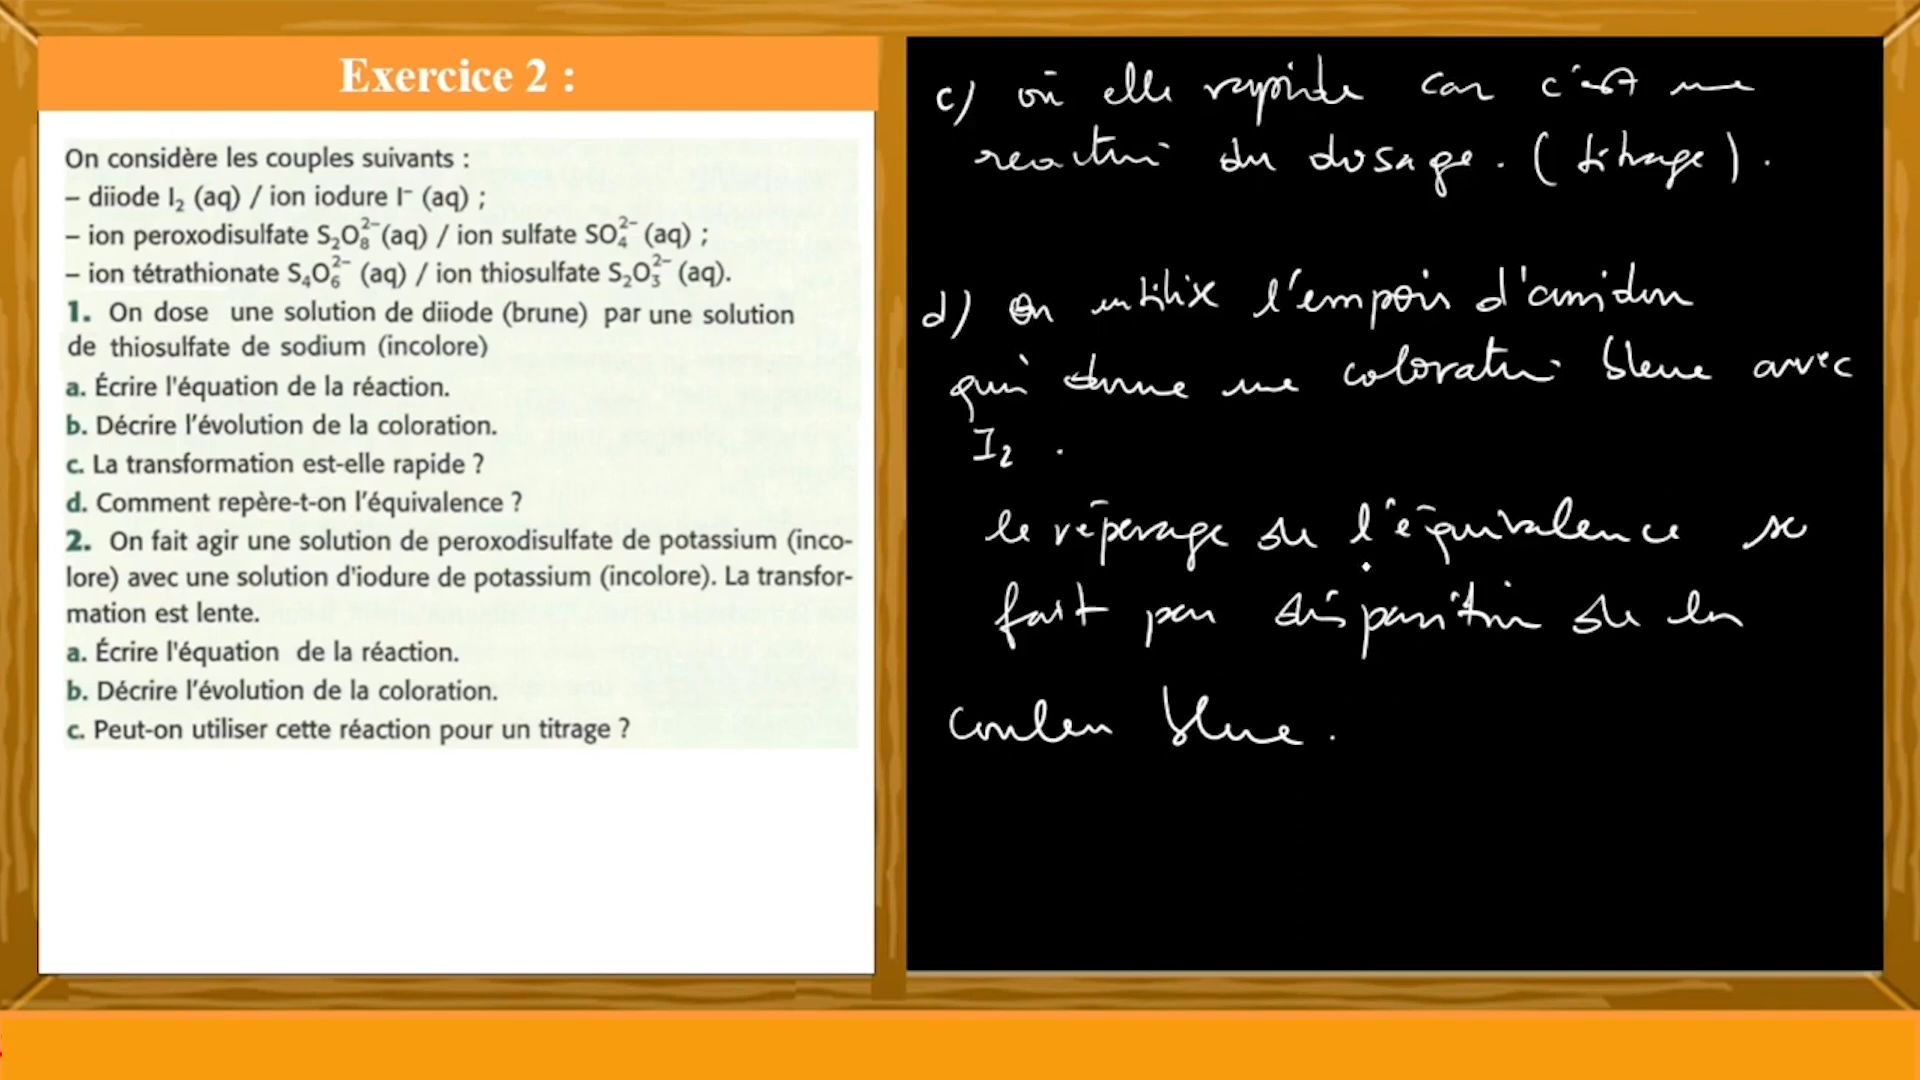 Exercice 2 :
On considère les couples suivants :
– diiode I₂ (aq) / ion iodure I⁻ (aq) ;
– ion peroxodisulfate S₂O₈²⁻ (aq) / ion sulfate SO₄²⁻ (aq) ;
– ion tétrathionate S₄O₆²⁻ (aq) / ion thiosulfate S₂O₃²⁻ (aq).
1. On dose une solution de diiode (brune) par une solution
de thiosulfate de sodium (incolore)
a. Écrire l'équation de la réaction.
b. Décrire l'évolution de la coloration.
c. La transformation est-elle rapide ?
d. Comment repère-t-on l'équivalence ?
2. On fait agir une solution de peroxodisulfate de potassium (inco-
lore) avec une solution d'iodure de potassium (incolore). La transfor-
mation est lente.
a. Écrire l'équation de la réaction.
b. Décrire l'évolution de la coloration.
c. Peut-on utiliser cette réaction pour un titrage ?
c) oui elle rapide car c'est une
reaction du dosage. (titrage).
d) on utilise l'empois d'amidon
qui donne une coloration bleue avec
I₂ .
le réperage de l'équivalence se
fait par disparition de la
couleur bleue .